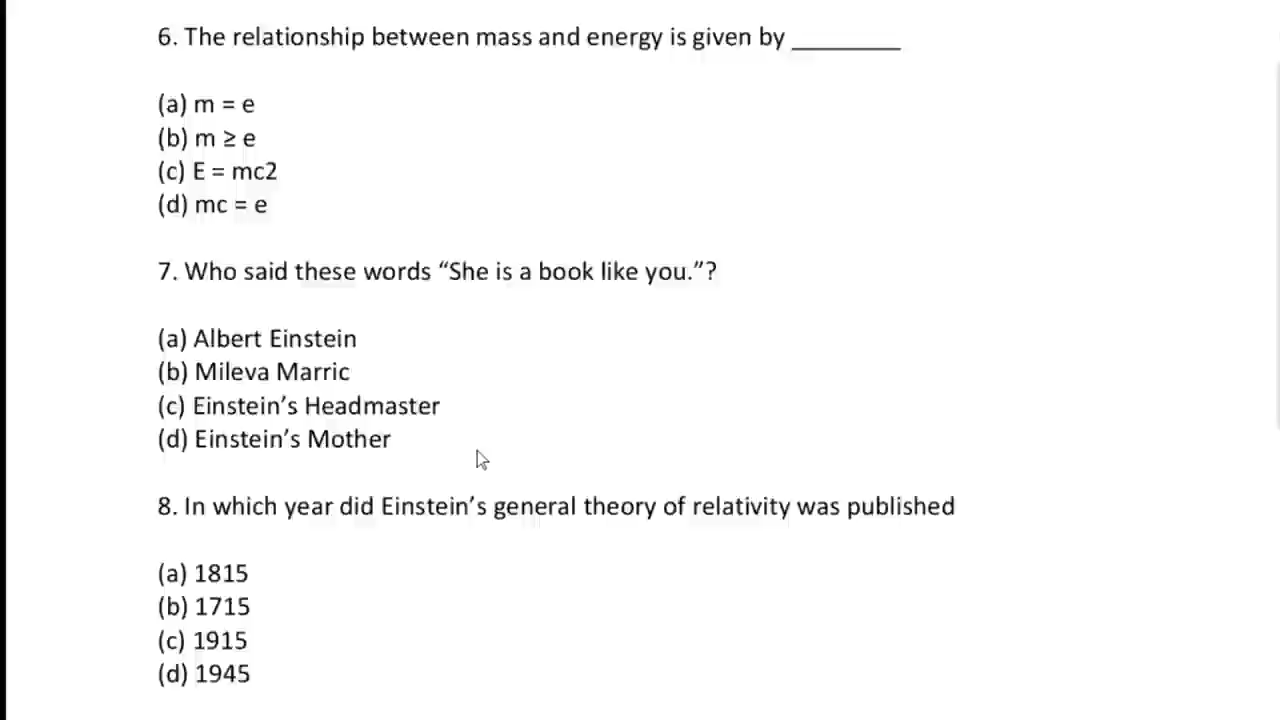 6. The relationship between mass and energy is given by ________
(a) m = e
(b) m ≥ e
(c) E = mc2
(d) mc = e
7. Who said these words “She is a book like you.”?
(a) Albert Einstein
(b) Mileva Marric
(c) Einstein’s Headmaster
(d) Einstein’s Mother
8. In which year did Einstein’s general theory of relativity was published
(a) 1815
(b) 1715
(c) 1915
(d) 1945